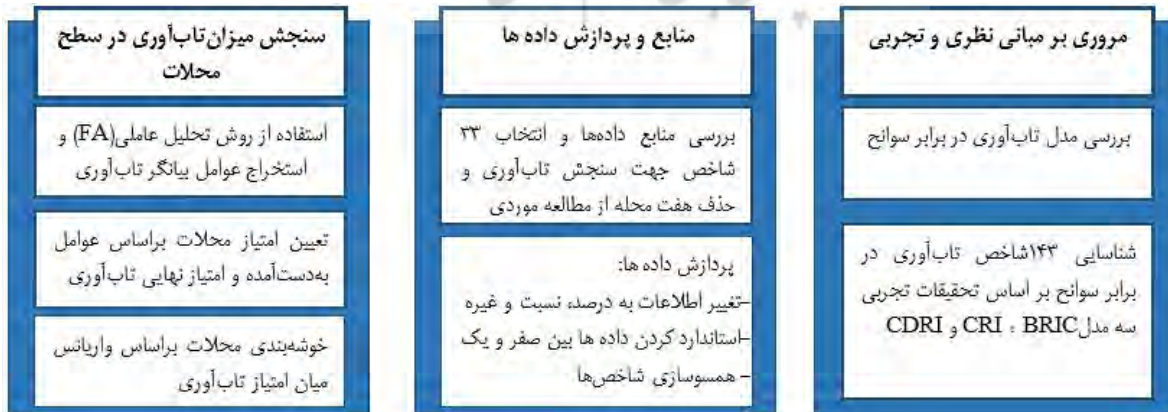 مروری بر مبانی نظری و تجربی
بررسی مدل تاب‌آوری در برابر سوانح
شناسایی ۱۴۳شاخص تاب‌آوری در
برابر سوانح بر اساس تحقیقات تجربی
سه مدل CRI ، BRIC و CDRI
منابع و پردازش داده ها
بررسی منابع داده‌ها و انتخاب ۳۳
شاخص جهت سنجش تاب‌آوری و
حذف هفت محله از مطالعه موردی
پردازش داده ها:
-تغییر اطلاعات به درصد، نسبت و غیره
-استاندارد کردن داده ها بین صفر و یک
- همسوسازی شاخص‌ها
سنجش میزان‌تاب‌آوری در سطح
محلات
استفاده از روش تحلیل عاملی(FA) و
استخراج عوامل بیانگر تاب‌آوری
تعیین امتیاز محلات براساس عوامل
به‌دست‌آمده و امتیاز نهایی تاب‌آوری
خوشه‌بندی محلات براساس واریانس
میان امتیاز تاب‌آوری